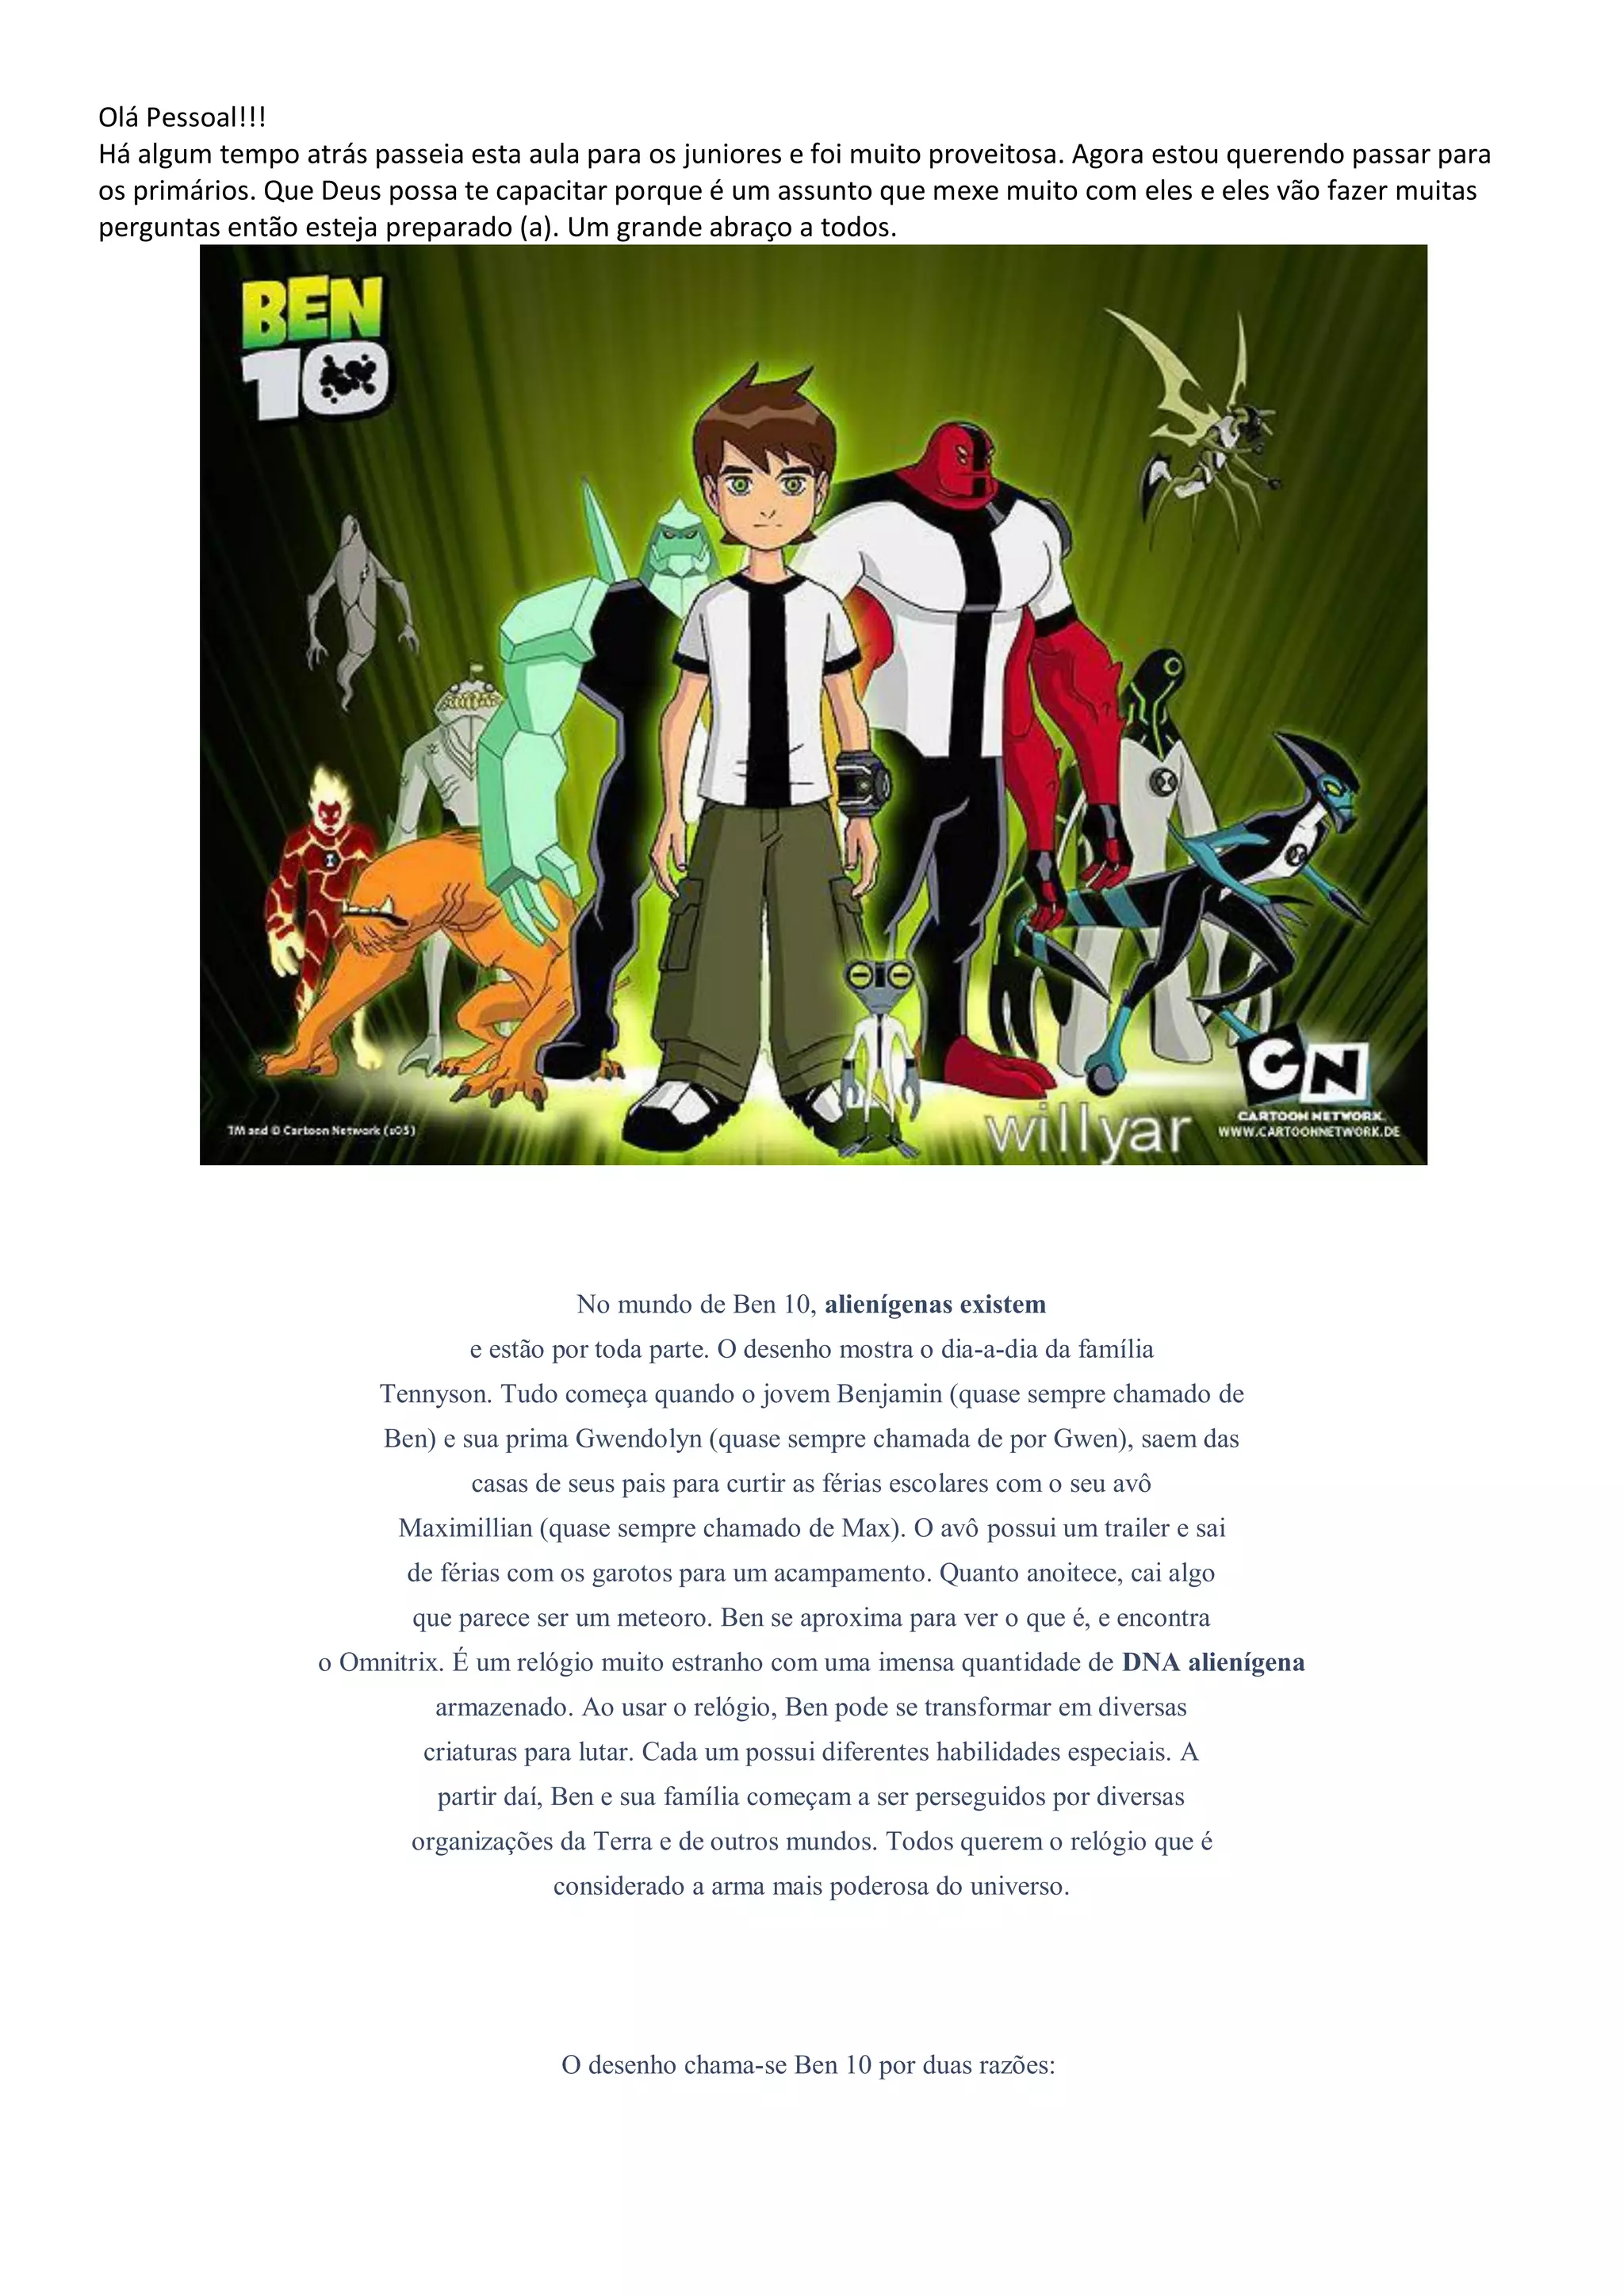 Olá Pessoal!!!
Há algum tempo atrás passeia esta aula para os juniores e foi muito proveitosa. Agora estou querendo passar para
os primários. Que Deus possa te capacitar porque é um assunto que mexe muito com eles e eles vão fazer muitas
perguntas então esteja preparado (a). Um grande abraço a todos.
BEN
10
CN
CARTOON NETWORK
TM and © Cartoon Network (s05)
willyar
WWW.CARTOONNETWORK.DE
No mundo de Ben 10, alienígenas existem
e estão por toda parte. O desenho mostra o dia-a-dia da família
Tennyson. Tudo começa quando o jovem Benjamin (quase sempre chamado de
Ben) e sua prima Gwendolyn (quase sempre chamada de por Gwen), saem das
casas de seus pais para curtir as férias escolares com o seu avô
Maximillian (quase sempre chamado de Max). O avô possui um trailer e sai
de férias com os garotos para um acampamento. Quanto anoitece, cai algo
que parece ser um meteoro. Ben se aproxima para ver o que é, e encontra
o Omnitrix. É um relógio muito estranho com uma imensa quantidade de DNA alienígena
armazenado. Ao usar o relógio, Ben pode se transformar em diversas
criaturas para lutar. Cada um possui diferentes habilidades especiais. A
partir daí, Ben e sua família começam a ser perseguidos por diversas
organizações da Terra e de outros mundos. Todos querem o relógio que é
considerado a arma mais poderosa do universo.
O desenho chama-se Ben 10 por duas razões: